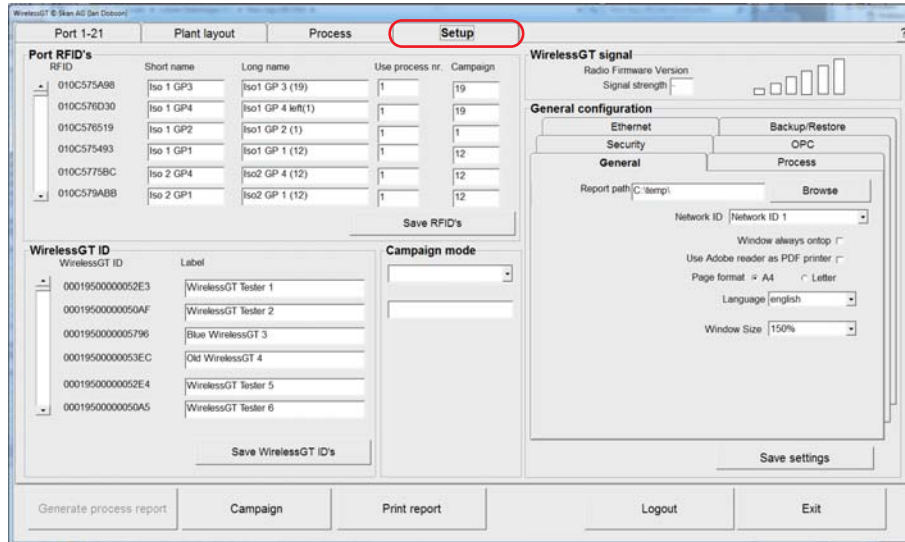 WirelessGT © Skan AG (Ian Dobson)
Port 1-21 Plant layout Process Setup ?
Port RFID's
RFID Short name Long name Use process nr. Campaign
010C575A98 Iso 1 GP3 Iso1 GP 3 (19) 1 19
010C576D30 Iso 1 GP4 Iso1 GP 4 left(1) 1 19
010C576519 Iso 1 GP2 Iso1 GP 2 (1) 1 1
010C575493 Iso 1 GP1 Iso1 GP 1 (12) 1 12
010C5775BC Iso 2 GP4 Iso2 GP 4 (12) 1 12
010C579ABB Iso 2 GP1 Iso2 GP 1 (12) 1 12
Save RFID's
WirelessGT ID
WirelessGT ID Label
00019500000052E3 WirelessGT Tester 1
00019500000050AF WirelessGT Tester 2
0001950000005796 Blue WirelessGT 3
00019500000053EC Old WirelessGT 4
00019500000052E4 WirelessGT Tester 5
00019500000050A5 WirelessGT Tester 6
Save WirelessGT ID's
Campaign mode
WirelessGT signal
Radio Firmware Version
Signal strength -
General configuration
Ethernet Backup/Restore
Security OPC
General Process
Report path C:\temp\ Browse
Network ID Network ID 1
Window always ontop
Use Adobe reader as PDF printer
Page format A4 Letter
Language english
Window Size 150%
Save settings
Generate process report Campaign Print report Logout Exit